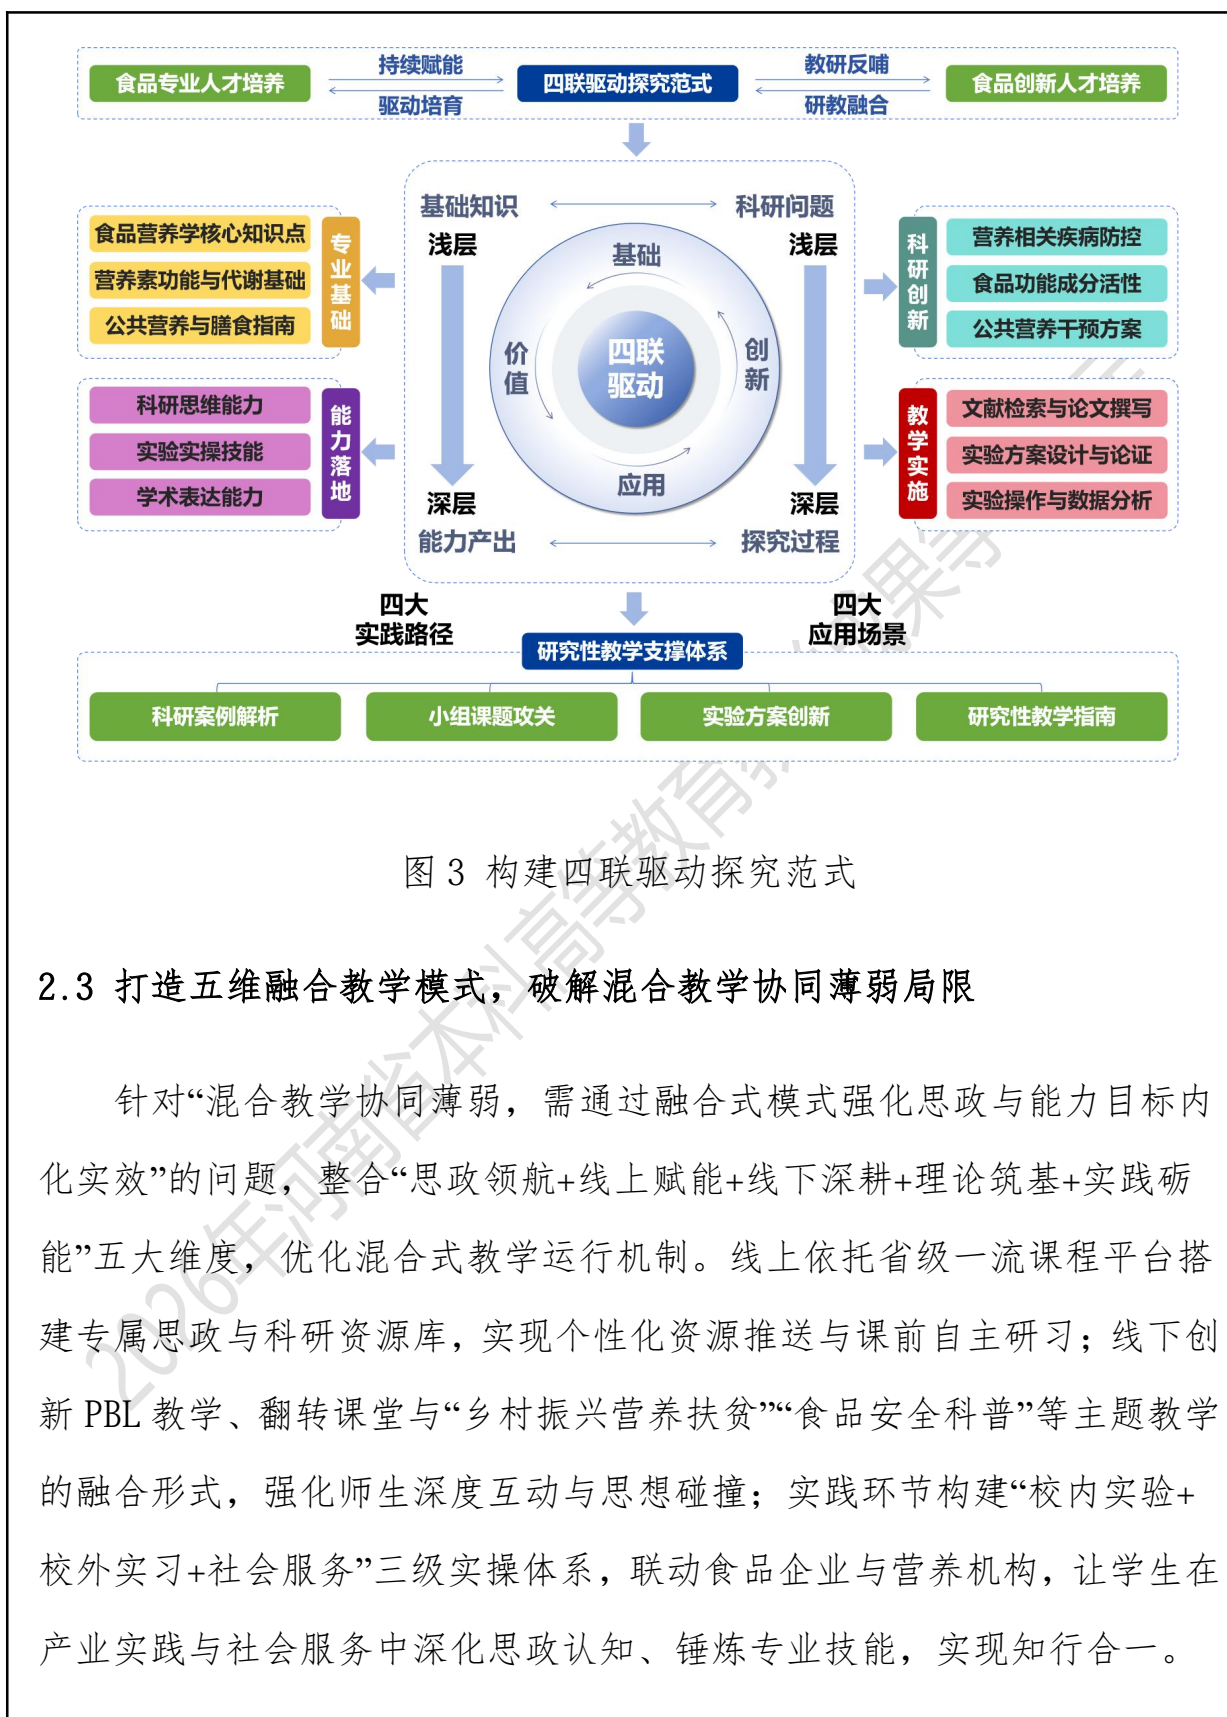 食品专业人才培养
持续赋能
驱动培育
四联驱动探究范式
教研反哺
研教融合
食品创新人才培养
食品营养学核心知识点
营养素功能与代谢基础
公共营养与膳食指南
专业基础
科研思维能力
实验实操技能
学术表达能力
能力落地
基础知识
科研问题
浅层
浅层
基础
价值
四联
驱动
创新
应用
深层
深层
能力产出
探究过程
科研创新
营养相关疾病防控
食品功能成分活性
公共营养干预方案
教学实施
文献检索与论文撰写
实验方案设计与论证
实验操作与数据分析
四大
实践路径
四大
应用场景
研究性教学支撑体系
科研案例解析
小组课题攻关
实验方案创新
研究性教学指南
图 3 构建四联驱动探究范式
2.3 打造五维融合教学模式，破解混合教学协同薄弱局限
针对“混合教学协同薄弱，需通过融合式模式强化思政与能力目标内
化实效”的问题，整合“思政领航+线上赋能+线下深耕+理论筑基+实践砺
能”五大维度，优化混合式教学运行机制。线上依托省级一流课程平台搭
建专属思政与科研资源库，实现个性化资源推送与课前自主研习；线下创
新 PBL 教学、翻转课堂与“乡村振兴营养扶贫”“食品安全科普”等主题教学
的融合形式，强化师生深度互动与思想碰撞；实践环节构建“校内实验+
校外实习+社会服务”三级实操体系，联动食品企业与营养机构，让学生在
产业实践与社会服务中深化思政认知、锤炼专业技能，实现知行合一。
2026年河南省本科高等教育教
成果等